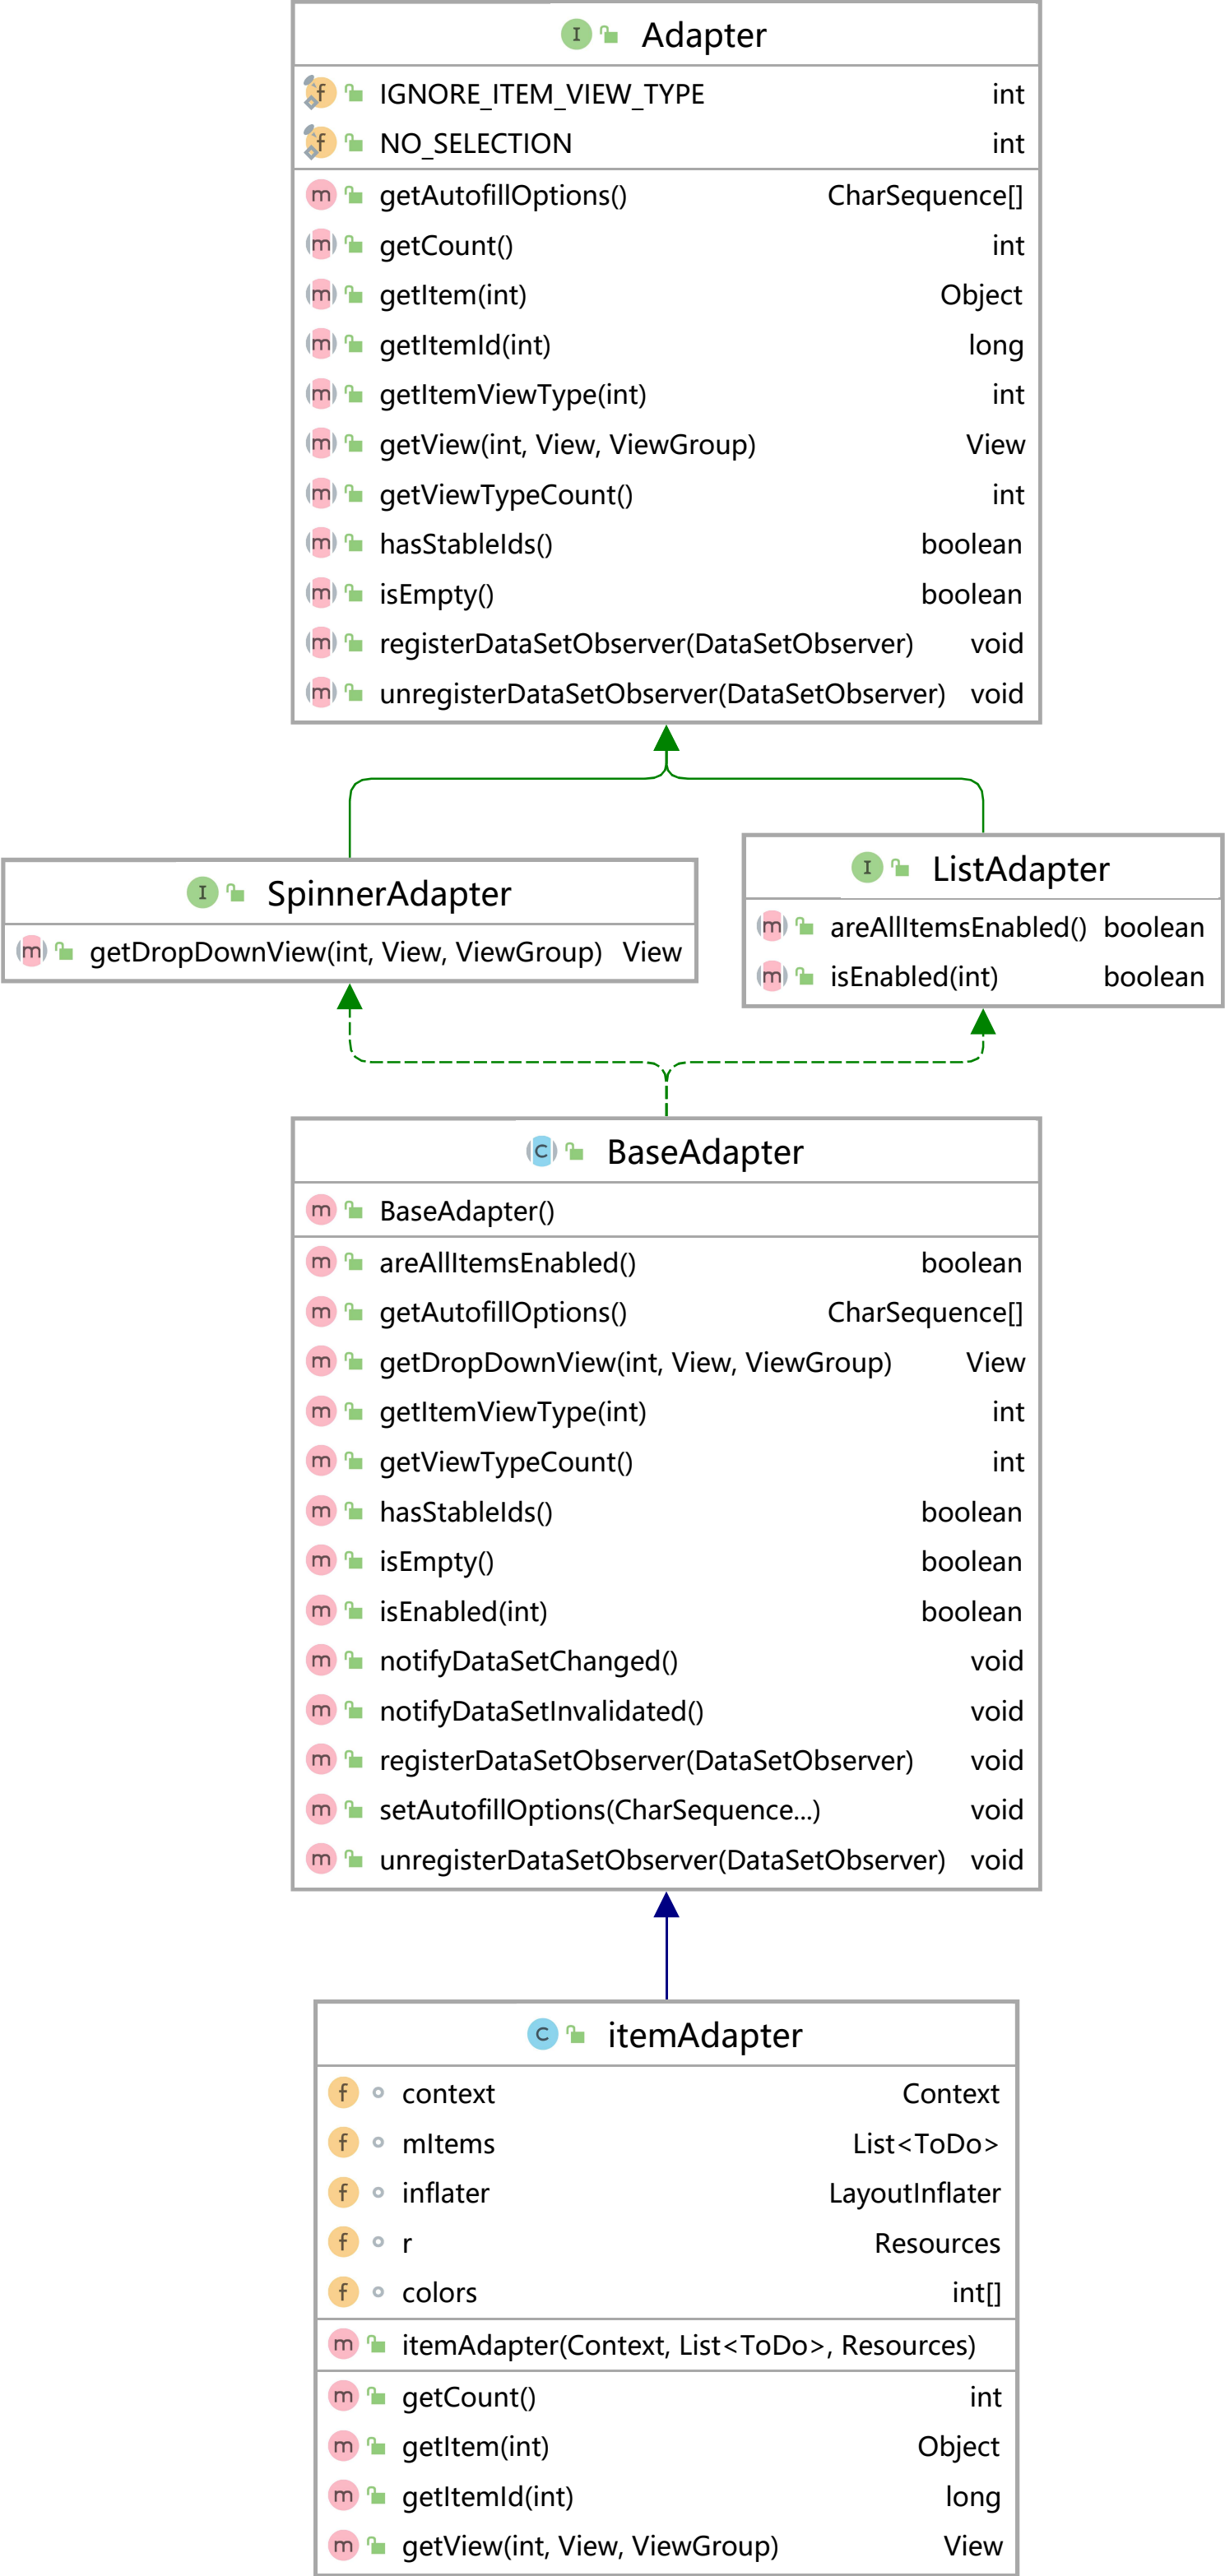 Adapter
IGNORE_ITEM_VIEW_TYPE int
NO_SELECTION int
getAutofillOptions() CharSequence[]
getCount() int
getItem(int) Object
getItemId(int) long
getItemViewType(int) int
getView(int, View, ViewGroup) View
getViewTypeCount() int
hasStableIds() boolean
isEmpty() boolean
registerDataSetObserver(DataSetObserver) void
unregisterDataSetObserver(DataSetObserver) void
SpinnerAdapter
getDropDownView(int, View, ViewGroup) View
ListAdapter
areAllItemsEnabled() boolean
isEnabled(int) boolean
BaseAdapter
BaseAdapter()
areAllItemsEnabled() boolean
getAutofillOptions() CharSequence[]
getDropDownView(int, View, ViewGroup) View
getItemViewType(int) int
getViewTypeCount() int
hasStableIds() boolean
isEmpty() boolean
isEnabled(int) boolean
notifyDataSetChanged() void
notifyDataSetInvalidated() void
registerDataSetObserver(DataSetObserver) void
setAutofillOptions(CharSequence...) void
unregisterDataSetObserver(DataSetObserver) void
itemAdapter
context Context
mItems List<ToDo>
inflater LayoutInflater
r Resources
colors int[]
itemAdapter(Context, List<ToDo>, Resources)
getCount() int
getItem(int) Object
getItemId(int) long
getView(int, View, ViewGroup) View